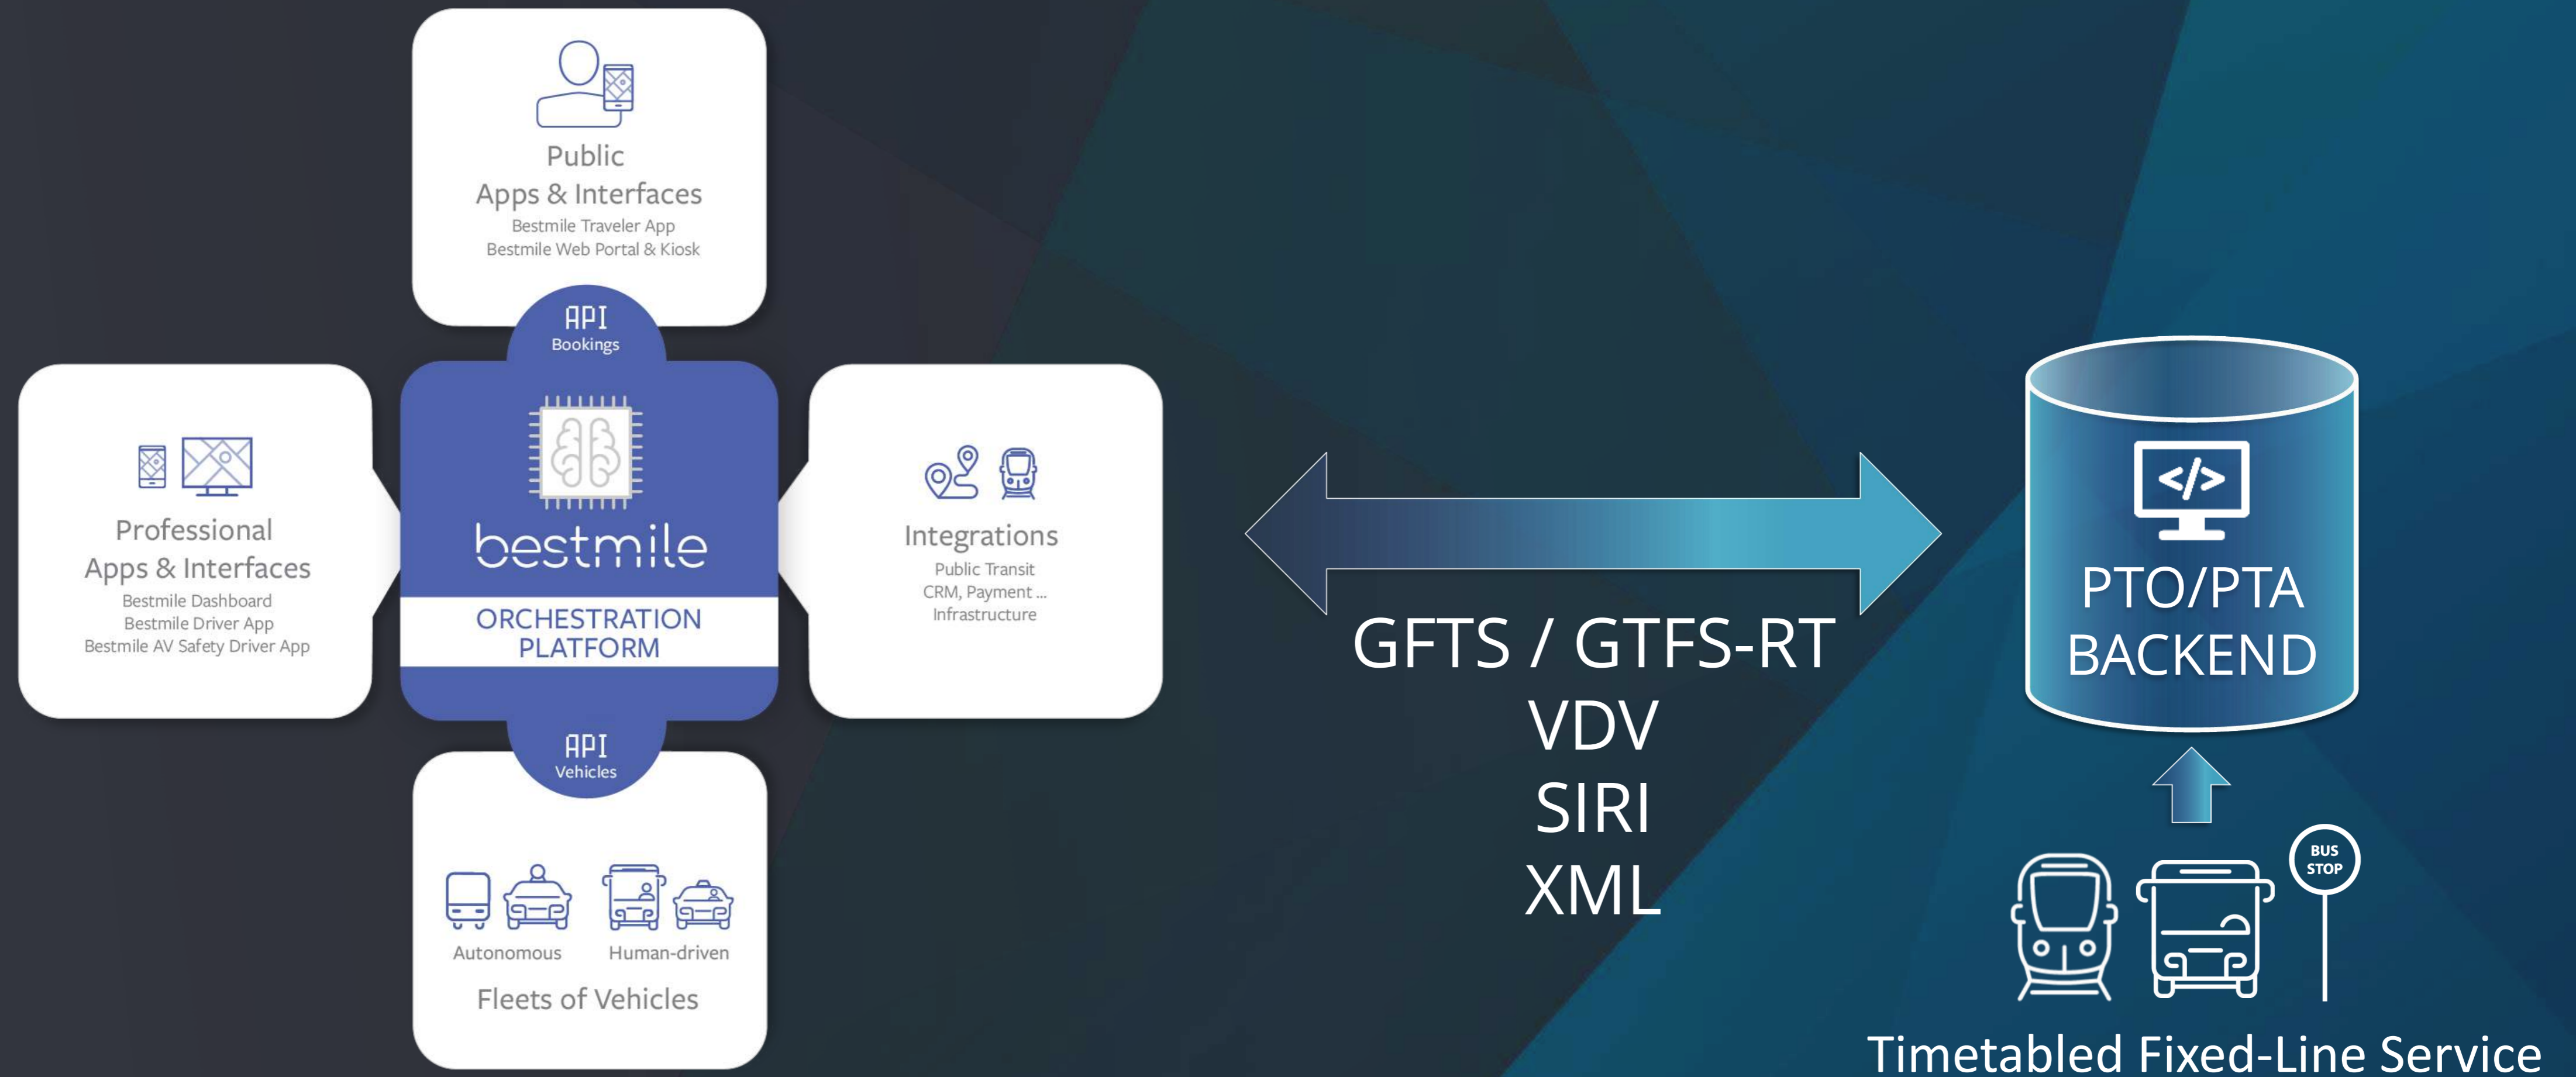 Public
Apps & Interfaces
Bestmile Traveler App
Bestmile Web Portal & Kiosk
API
Bookings
Professional
Apps & Interfaces
Bestmile Dashboard
Bestmile Driver App
Bestmile AV Safety Driver App
bestmile
ORCHESTRATION
PLATFORM
Integrations
Public Transit
CRM, Payment ...
Infrastructure
API
Vehicles
Autonomous
Human-driven
Fleets of Vehicles
GFTS / GTFS-RT
VDV
SIRI
XML
</>
PTO/PTA
BACKEND
BUS
STOP
Timetabled Fixed-Line Service